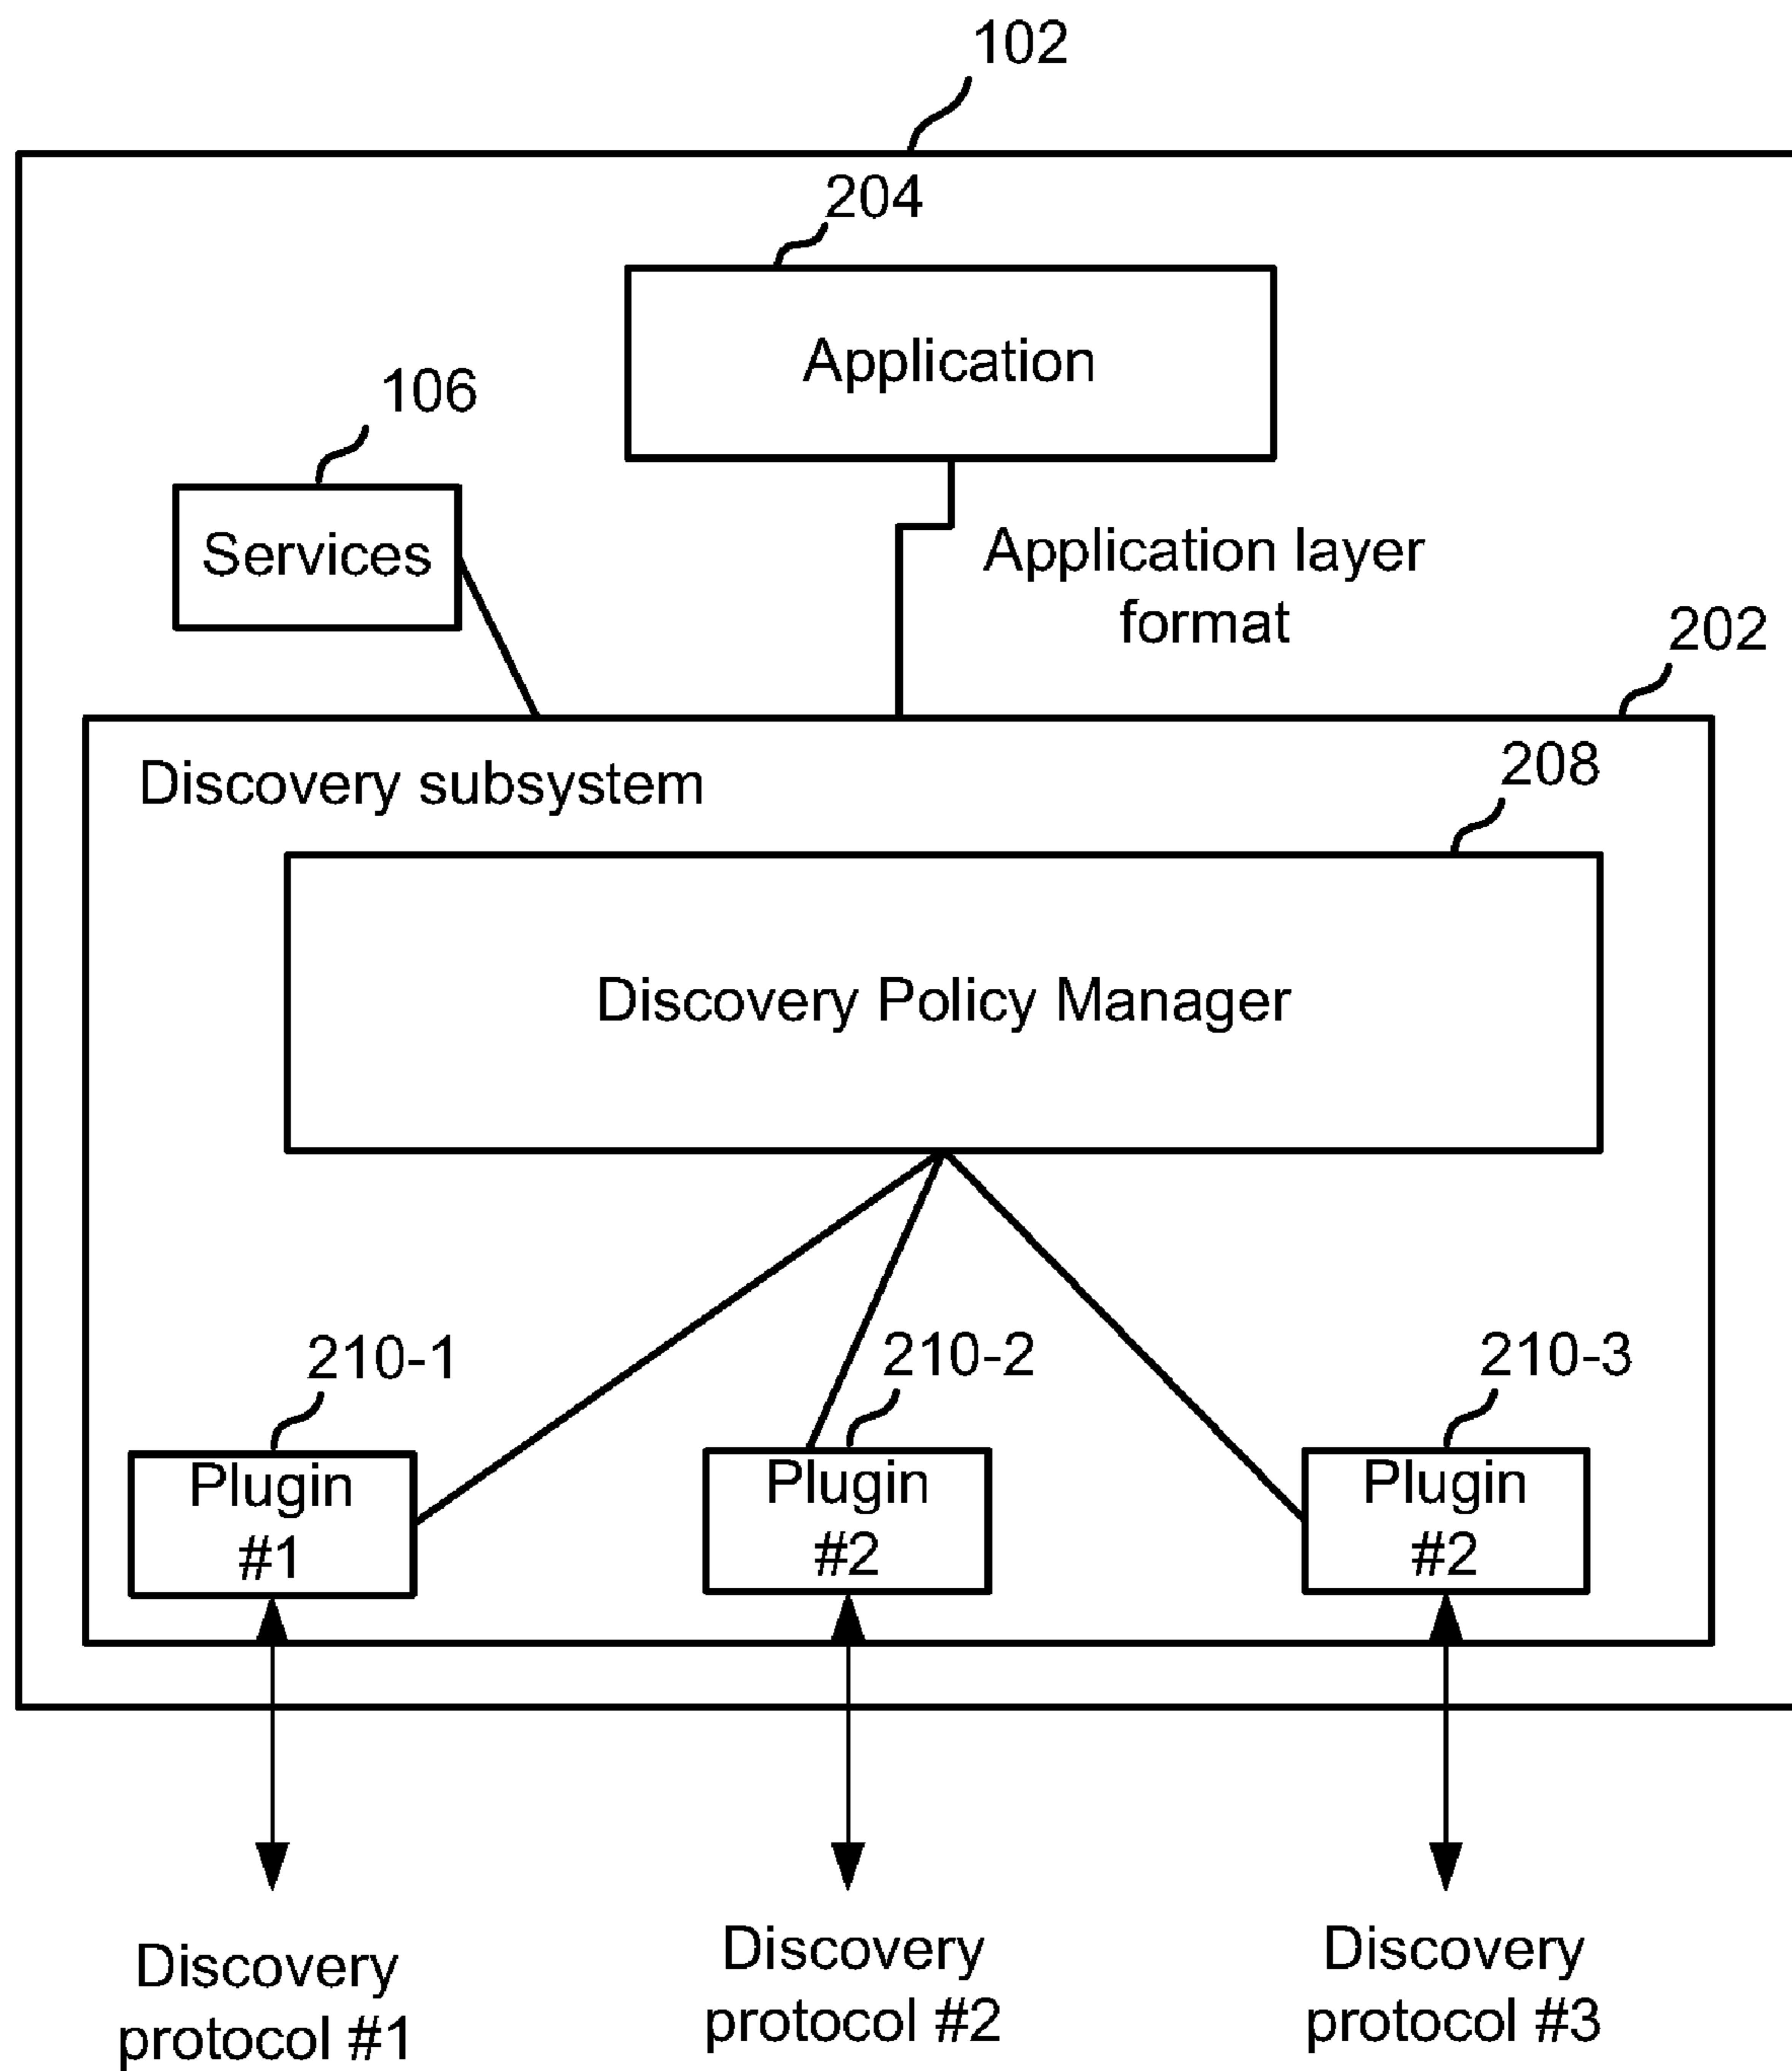 102
204
Application
106
Services
Application layer
format
202
Discovery subsystem
208
Discovery Policy Manager
210-1
210-2
210-3
Plugin
#1
Plugin
#2
Plugin
#2
Discovery
protocol #1
Discovery
protocol #2
Discovery
protocol #3